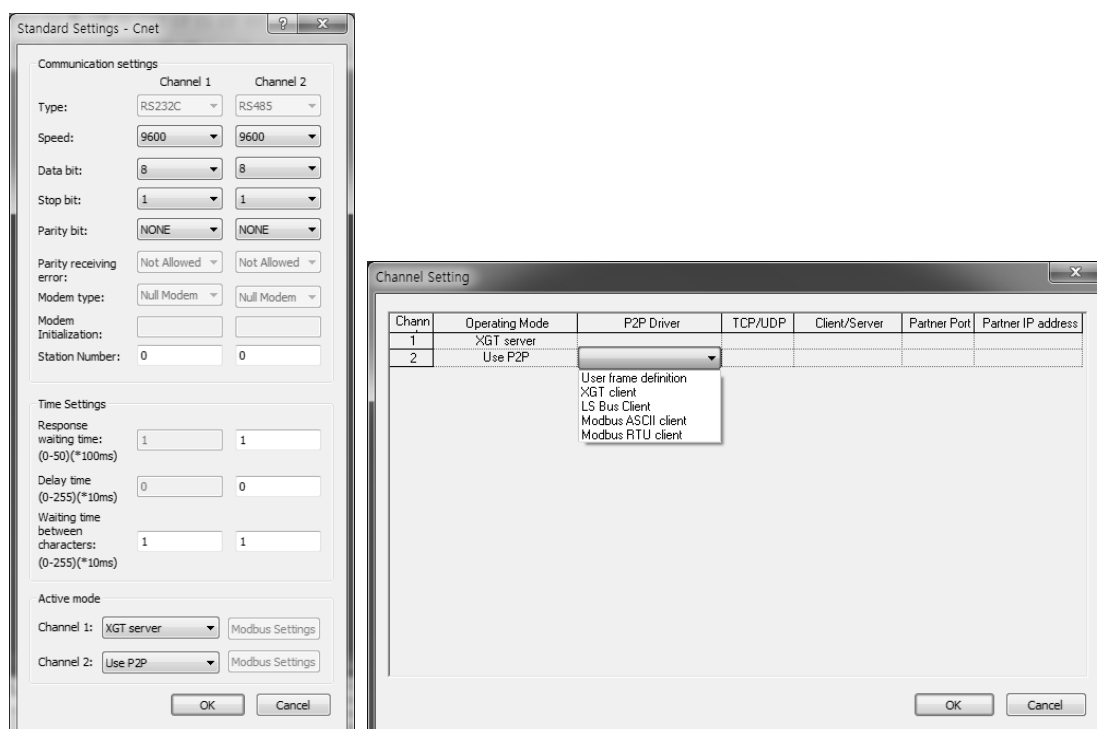 Standard Settings - Cnet
Communication settings
Channel 1 Channel 2
Type: RS232C RS485
Speed: 9600 9600
Data bit: 8 8
Stop bit: 1 1
Parity bit: NONE NONE
Parity receiving
error: Not Allowed Not Allowed
Modem type: Null Modem Null Modem
Modem
Initialization:
Station Number: 0 0
Time Settings
Response
waiting time: 1 1
(0-50)(*100ms)
Delay time 0 0
(0-255)(*10ms)
Waiting time
between
characters: 1 1
(0-255)(*10ms)
Active mode
Channel 1: XGT server Modbus Settings
Channel 2: Use P2P Modbus Settings
OK Cancel
Channel Setting
Chann Operating Mode P2P Driver TCP/UDP Client/Server Partner Port Partner IP address
1 XGT server
2 Use P2P
User frame definition
XGT client
LS Bus Client
Modbus ASCII client
Modbus RTU client
OK Cancel